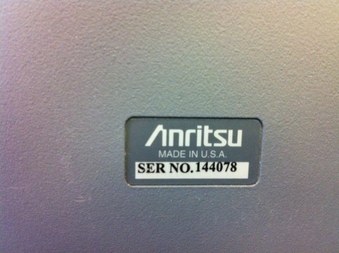 Anritsu
MADE IN U.S.A.
SER NO.144078